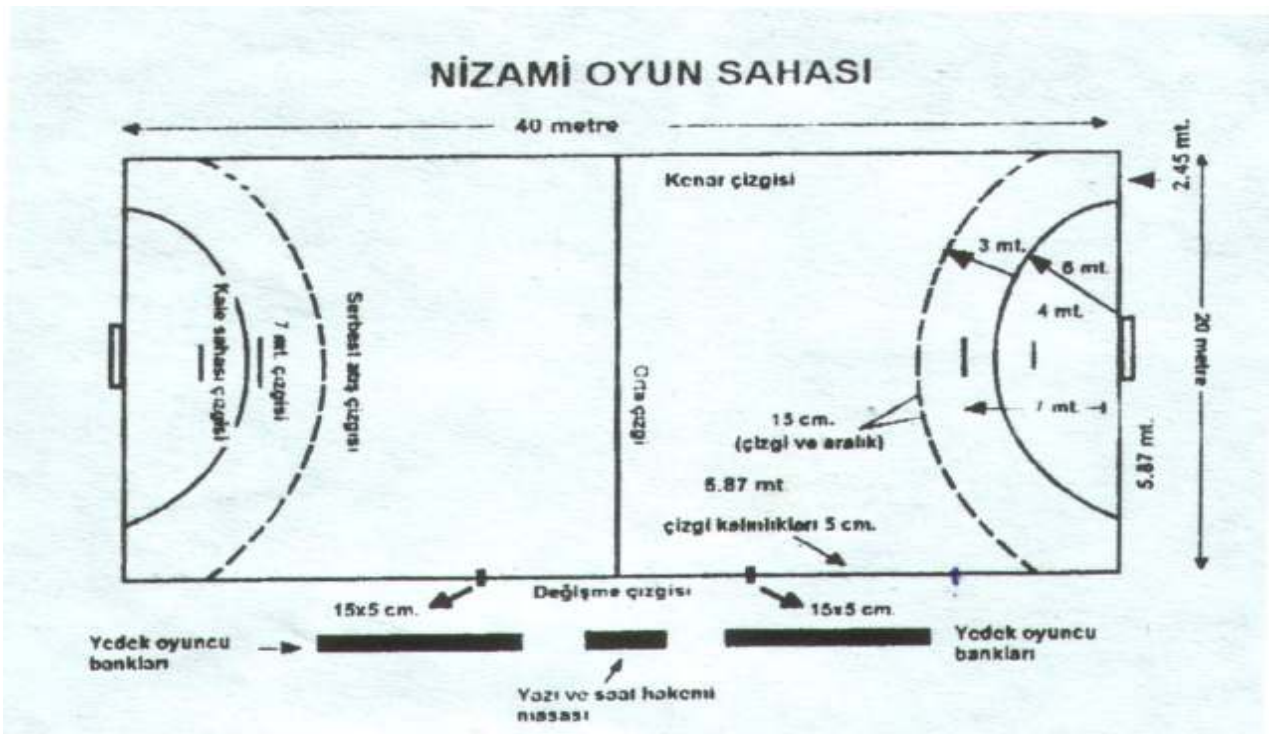 NİZAMİ OYUN SAHASI
40 metre
2.45 mt.
Kenar çizgisi
3 mt.
6 mt.
4 mt.
20 metre
Kale sahası çizgisi
7 mt çizgisi
Serbest atış çizgisi
Orta çizgi
7 mt.
15 cm.
(çizgi ve aralık)
5.87 mt.
5.87 mt
çizgi kalınlıkları 5 cm.
Değişme çizgisi
15x5 cm.
15x5 cm.
Yedek oyuncu
bankları
Yedek oyuncu
bankları
Yazı ve saat hakemi
masası